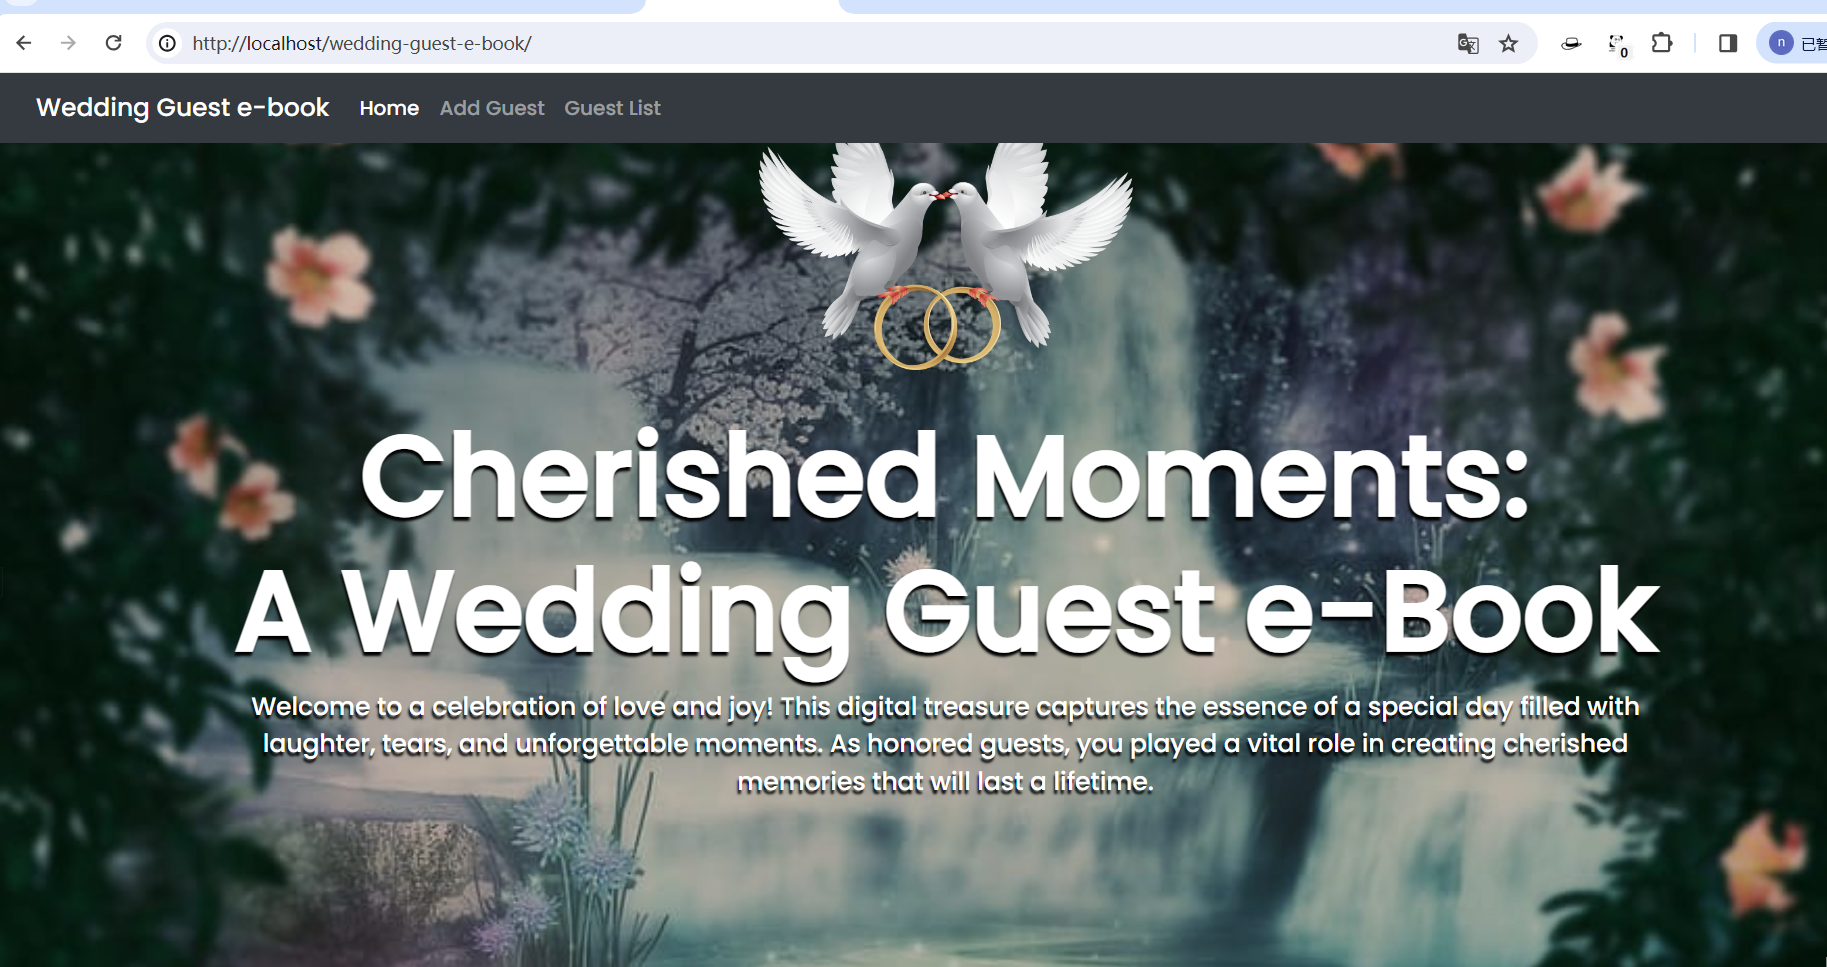 http://localhost/wedding-guest-e-book/
0
n
已暂
Wedding Guest e-book Home Add Guest Guest List
Cherished Moments:
A Wedding Guest e-Book
Welcome to a celebration of love and joy! This digital treasure captures the essence of a special day filled with
laughter, tears, and unforgettable moments. As honored guests, you played a vital role in creating cherished
memories that will last a lifetime.